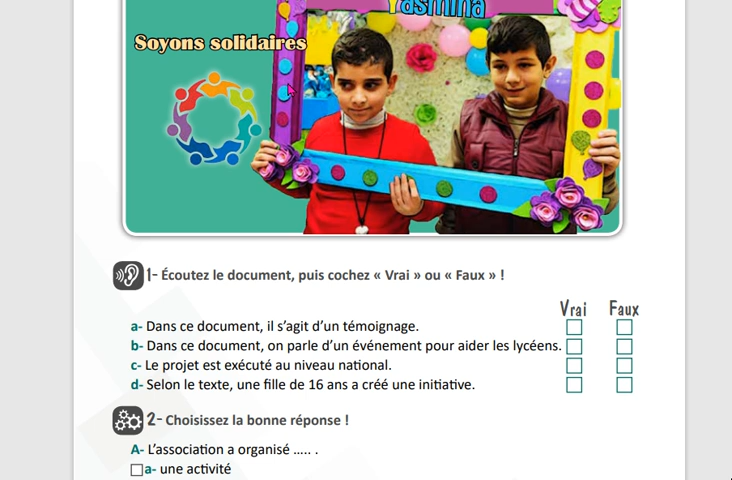 Yasmina
Soyons solidaires
1- Écoutez le document, puis cochez « Vrai » ou « Faux » !
Vrai Faux
a- Dans ce document, il s’agit d’un témoignage.
b- Dans ce document, on parle d’un événement pour aider les lycéens.
c- Le projet est exécuté au niveau national.
d- Selon le texte, une fille de 16 ans a créé une initiative.
2- Choisissez la bonne réponse !
A- L’association a organisé ..... .
a- une activité